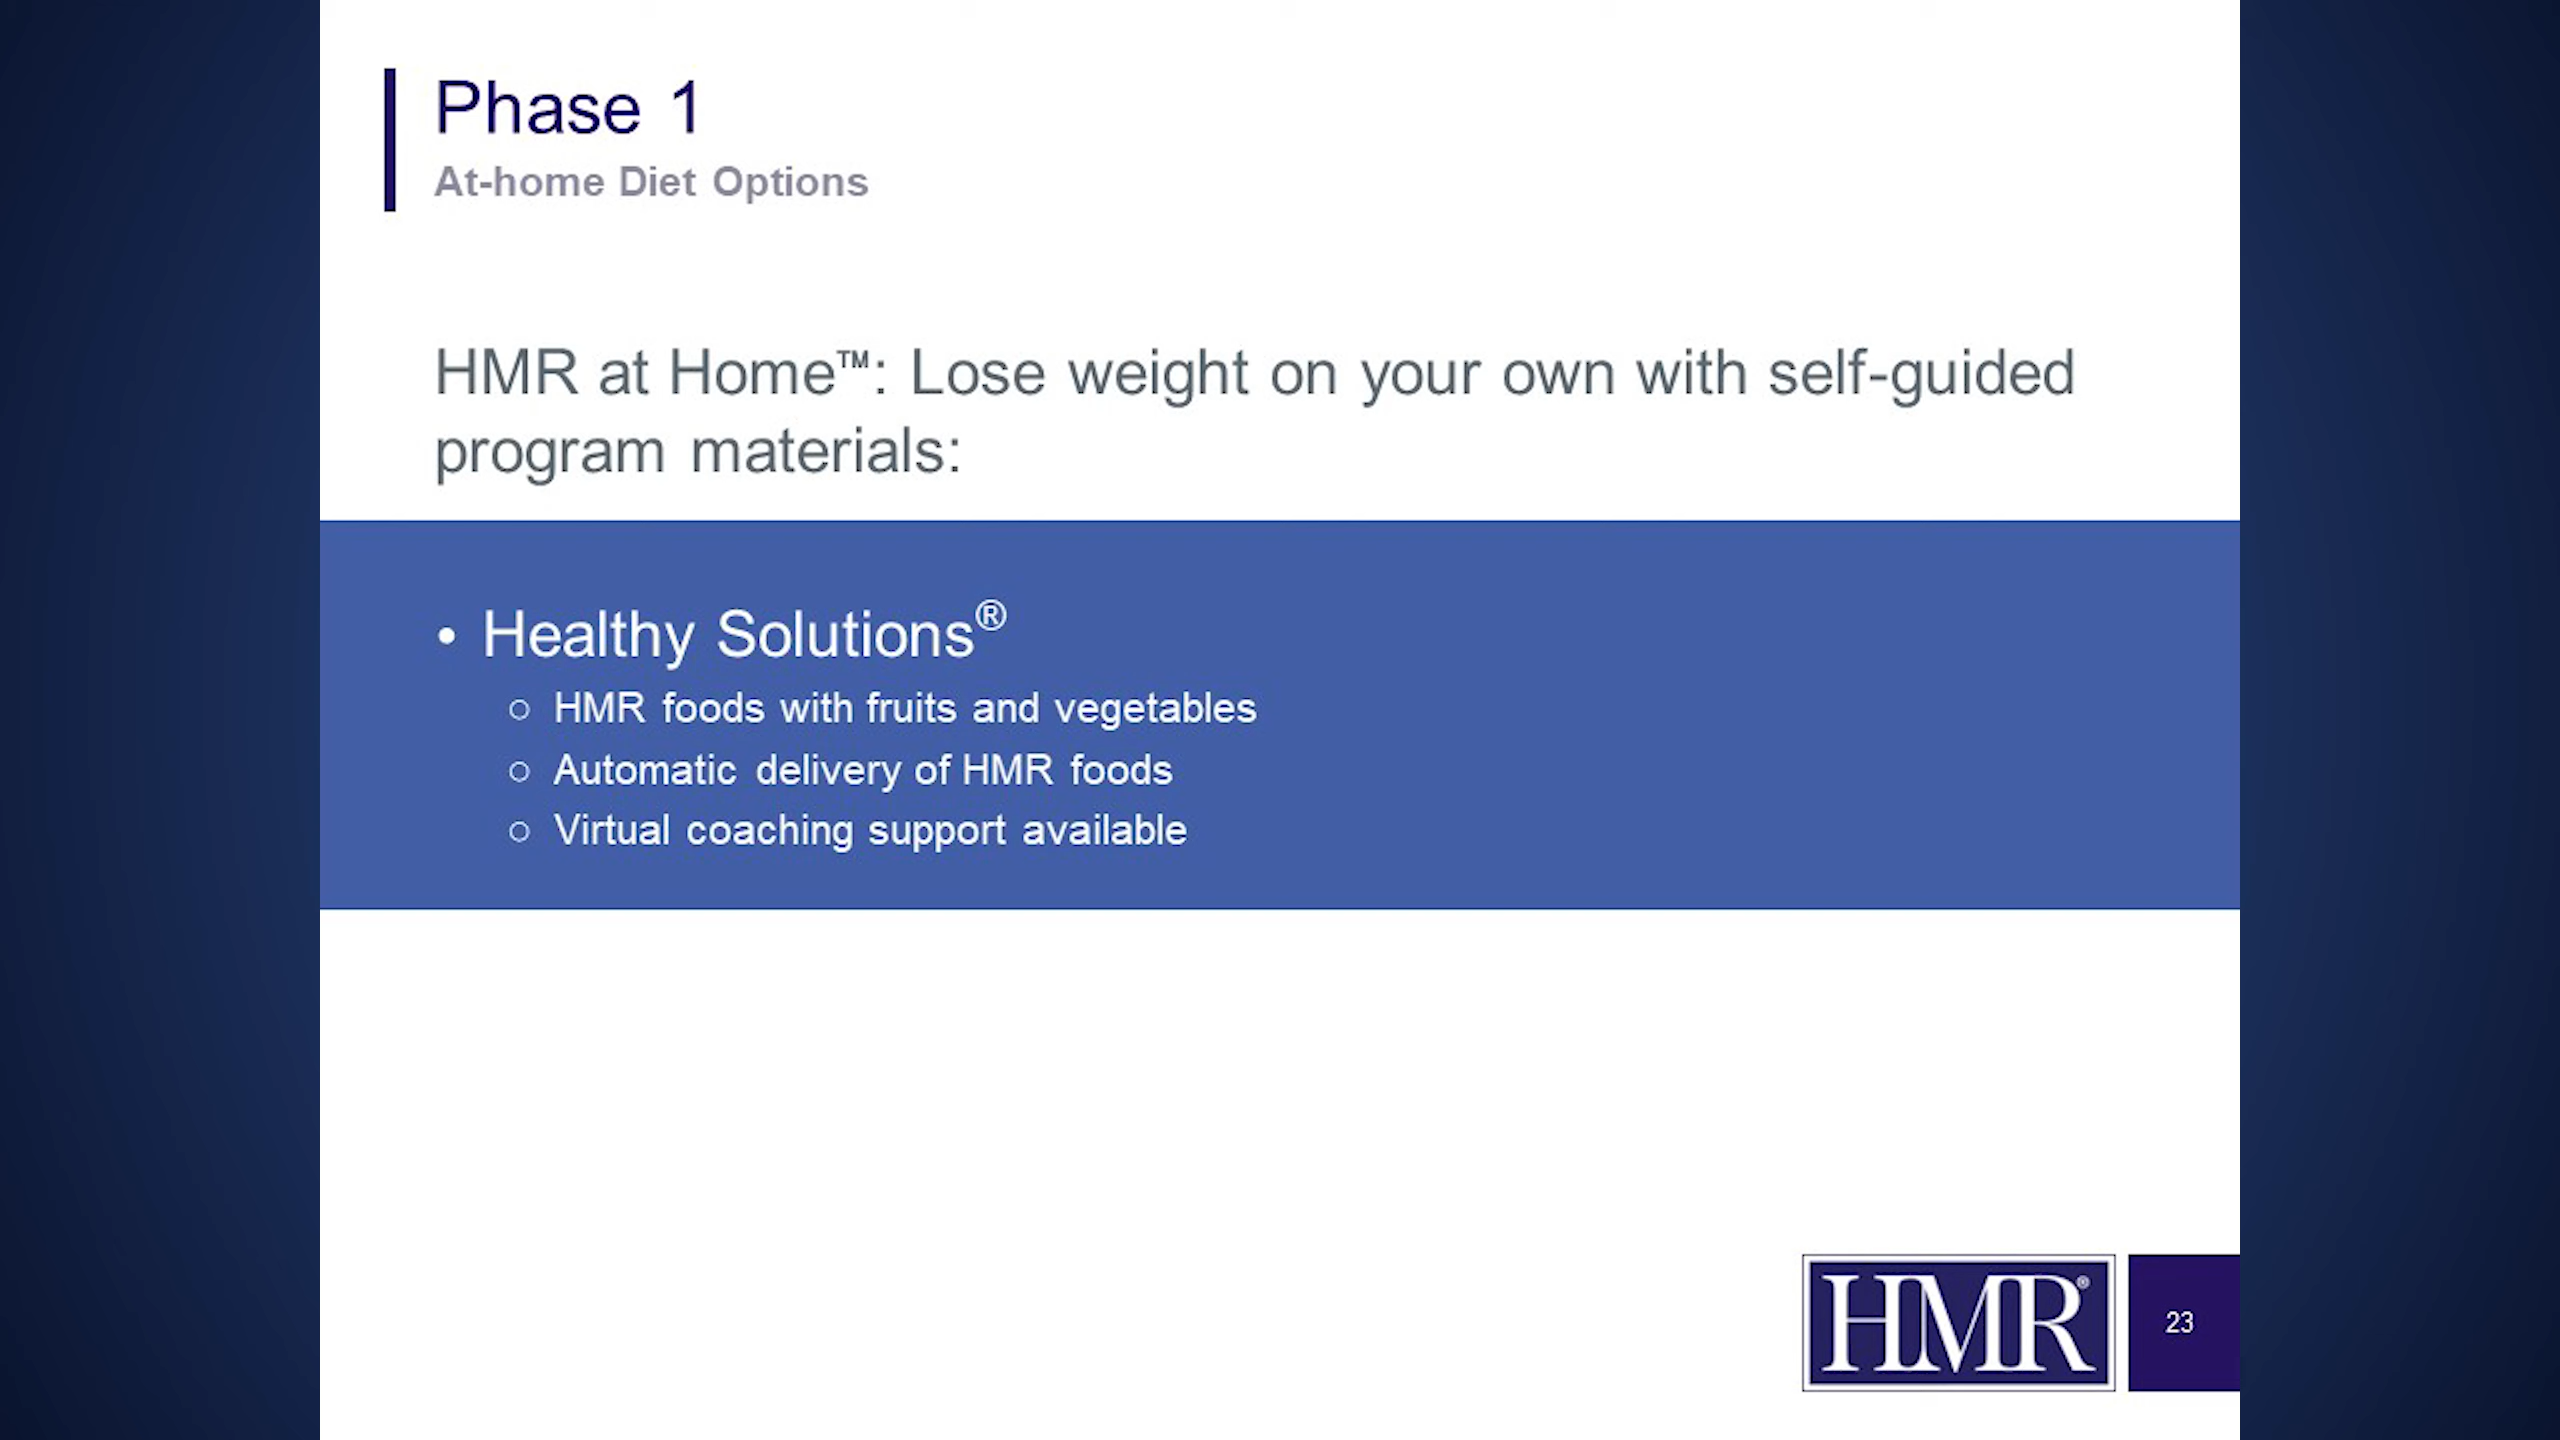 Phase 1
At-home Diet Options
HMR at Home™: Lose weight on your own with self-guided
program materials:
• Healthy Solutions®
○ HMR foods with fruits and vegetables
○ Automatic delivery of HMR foods
○ Virtual coaching support available
HMR®
23